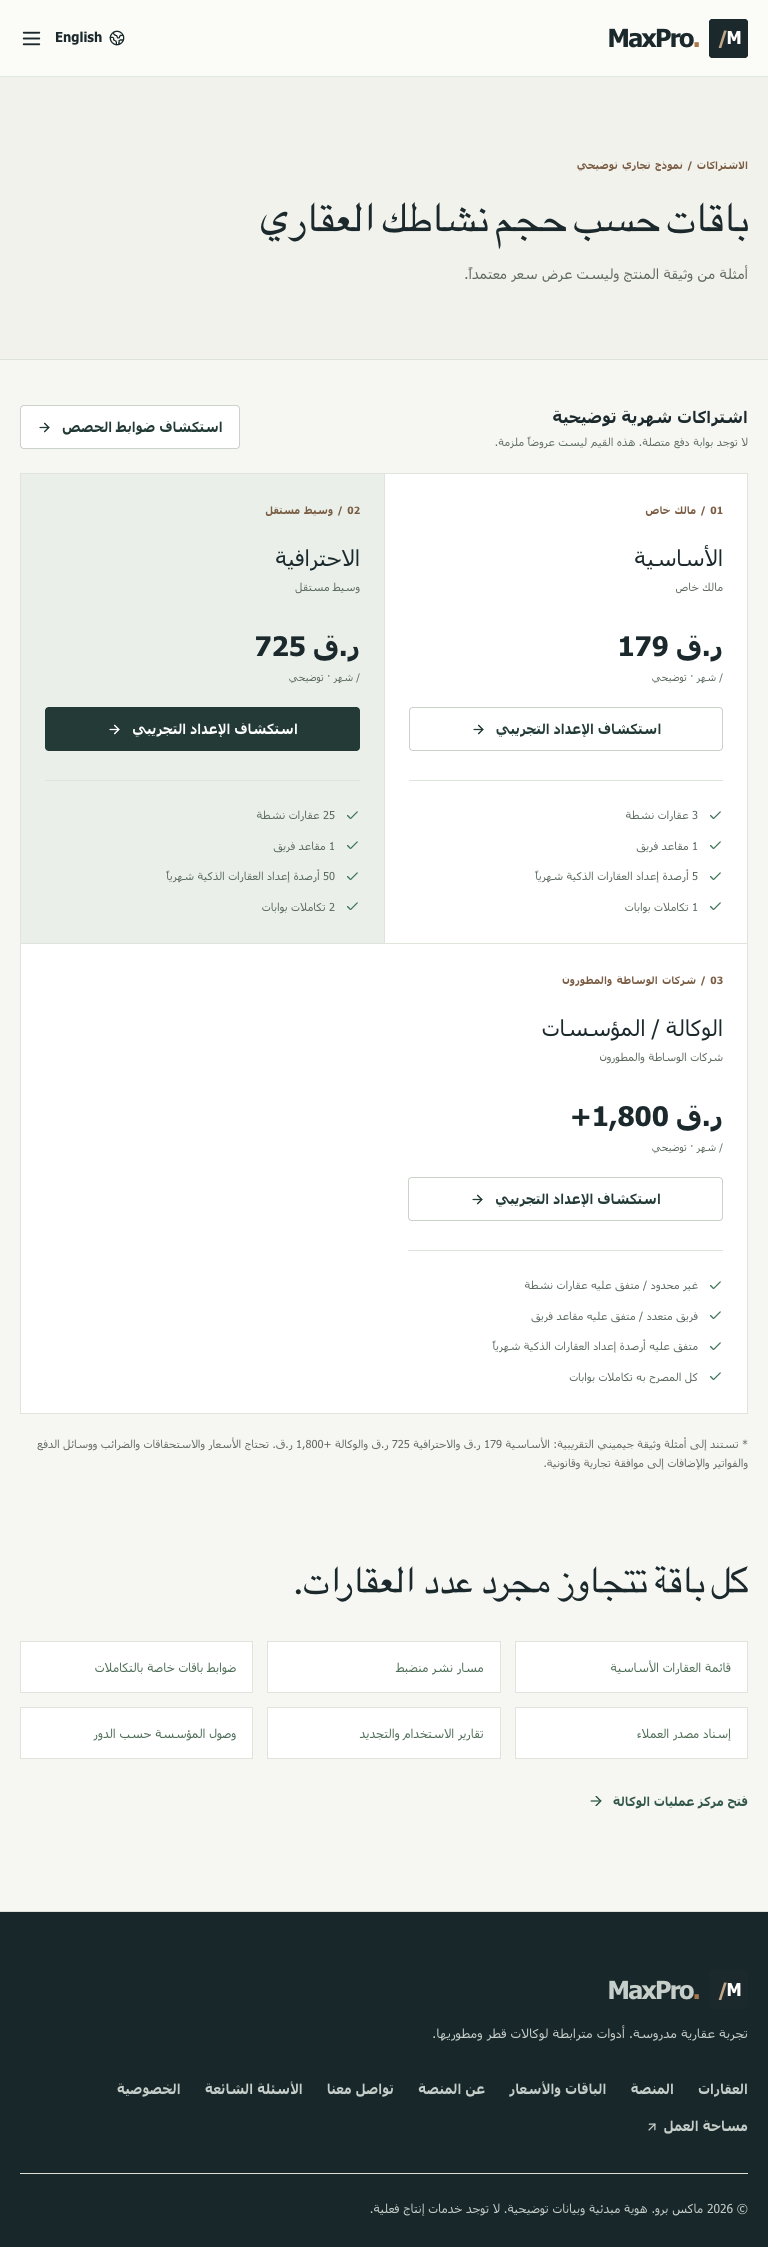 /M
MaxPro.
English
الاشتراكات / نموذج تجاري توضيحي
باقات حسب حجم نشاطك العقاري
أمثلة من وثيقة المنتج وليست عرض سعر معتمداً.
اشتراكات شهرية توضيحية
لا توجد بوابة دفع متصلة. هذه القيم ليست عروضاً ملزمة.
استكشاف ضوابط الحصص
01 / مالك خاص
الأساسية
مالك خاص
ر.ق 179
/ شهر · توضيحي
استكشاف الإعداد التجريبي
3 عقارات نشطة
1 مقاعد فريق
5 أرصدة إعداد العقارات الذكية شهرياً
1 تكاملات بوابات
02 / وسيط مستقل
الاحترافية
وسيط مستقل
ر.ق 725
/ شهر · توضيحي
استكشاف الإعداد التجريبي
25 عقارات نشطة
1 مقاعد فريق
50 أرصدة إعداد العقارات الذكية شهرياً
2 تكاملات بوابات
03 / شركات الوساطة والمطورون
الوكالة / المؤسسات
شركات الوساطة والمطورون
ر.ق 1,800+
/ شهر · توضيحي
استكشاف الإعداد التجريبي
غير محدود / متفق عليه عقارات نشطة
فريق متعدد / متفق عليه مقاعد فريق
متفق عليه أرصدة إعداد العقارات الذكية شهرياً
كل المصرح به تكاملات بوابات
* تستند إلى أمثلة وثيقة جيميني التقريبية: الأساسية 179 ر.ق والاحترافية 725 ر.ق والوكالة +1,800 ر.ق. تحتاج الأسعار والاستحقاقات والضرائب ووسائل الدفع
والفواتير والإضافات إلى موافقة تجارية وقانونية.
كل باقة تتجاوز مجرد عدد العقارات.
قائمة العقارات الأساسية
مسار نشر منضبط
ضوابط باقات خاصة بالتكاملات
إسناد مصدر العملاء
تقارير الاستخدام والتجديد
وصول المؤسسة حسب الدور
فتح مركز عمليات الوكالة
/M
MaxPro.
تجربة عقارية مدروسة. أدوات مترابطة لوكالات قطر ومطوريها.
العقارات المنصة الباقات والأسعار عن المنصة تواصل معنا الأسئلة الشائعة الخصوصية
مساحة العمل
© 2026 ماكس برو. هوية مبدئية وبيانات توضيحية. لا توجد خدمات إنتاج فعلية.